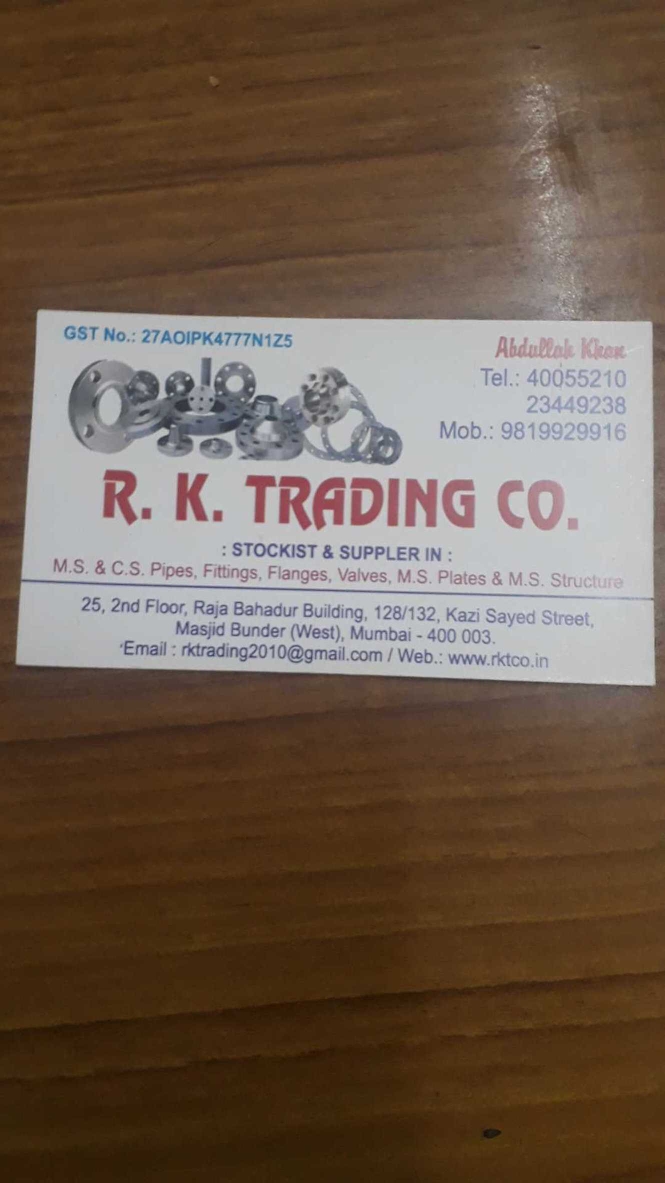 GST No.: 27AOIPK4777N1Z5
Abdullah Khan
Tel.: 40055210
23449238
Mob.: 9819929916
R. K. TRADING CO.
: STOCKIST & SUPPLER IN :
M.S. & C.S. Pipes, Fittings, Flanges, Valves, M.S. Plates & M.S. Structure
25, 2nd Floor, Raja Bahadur Building, 128/132, Kazi Sayed Street,
Masjid Bunder (West), Mumbai - 400 003.
Email : rktrading2010@gmail.com / Web.: www.rktco.in